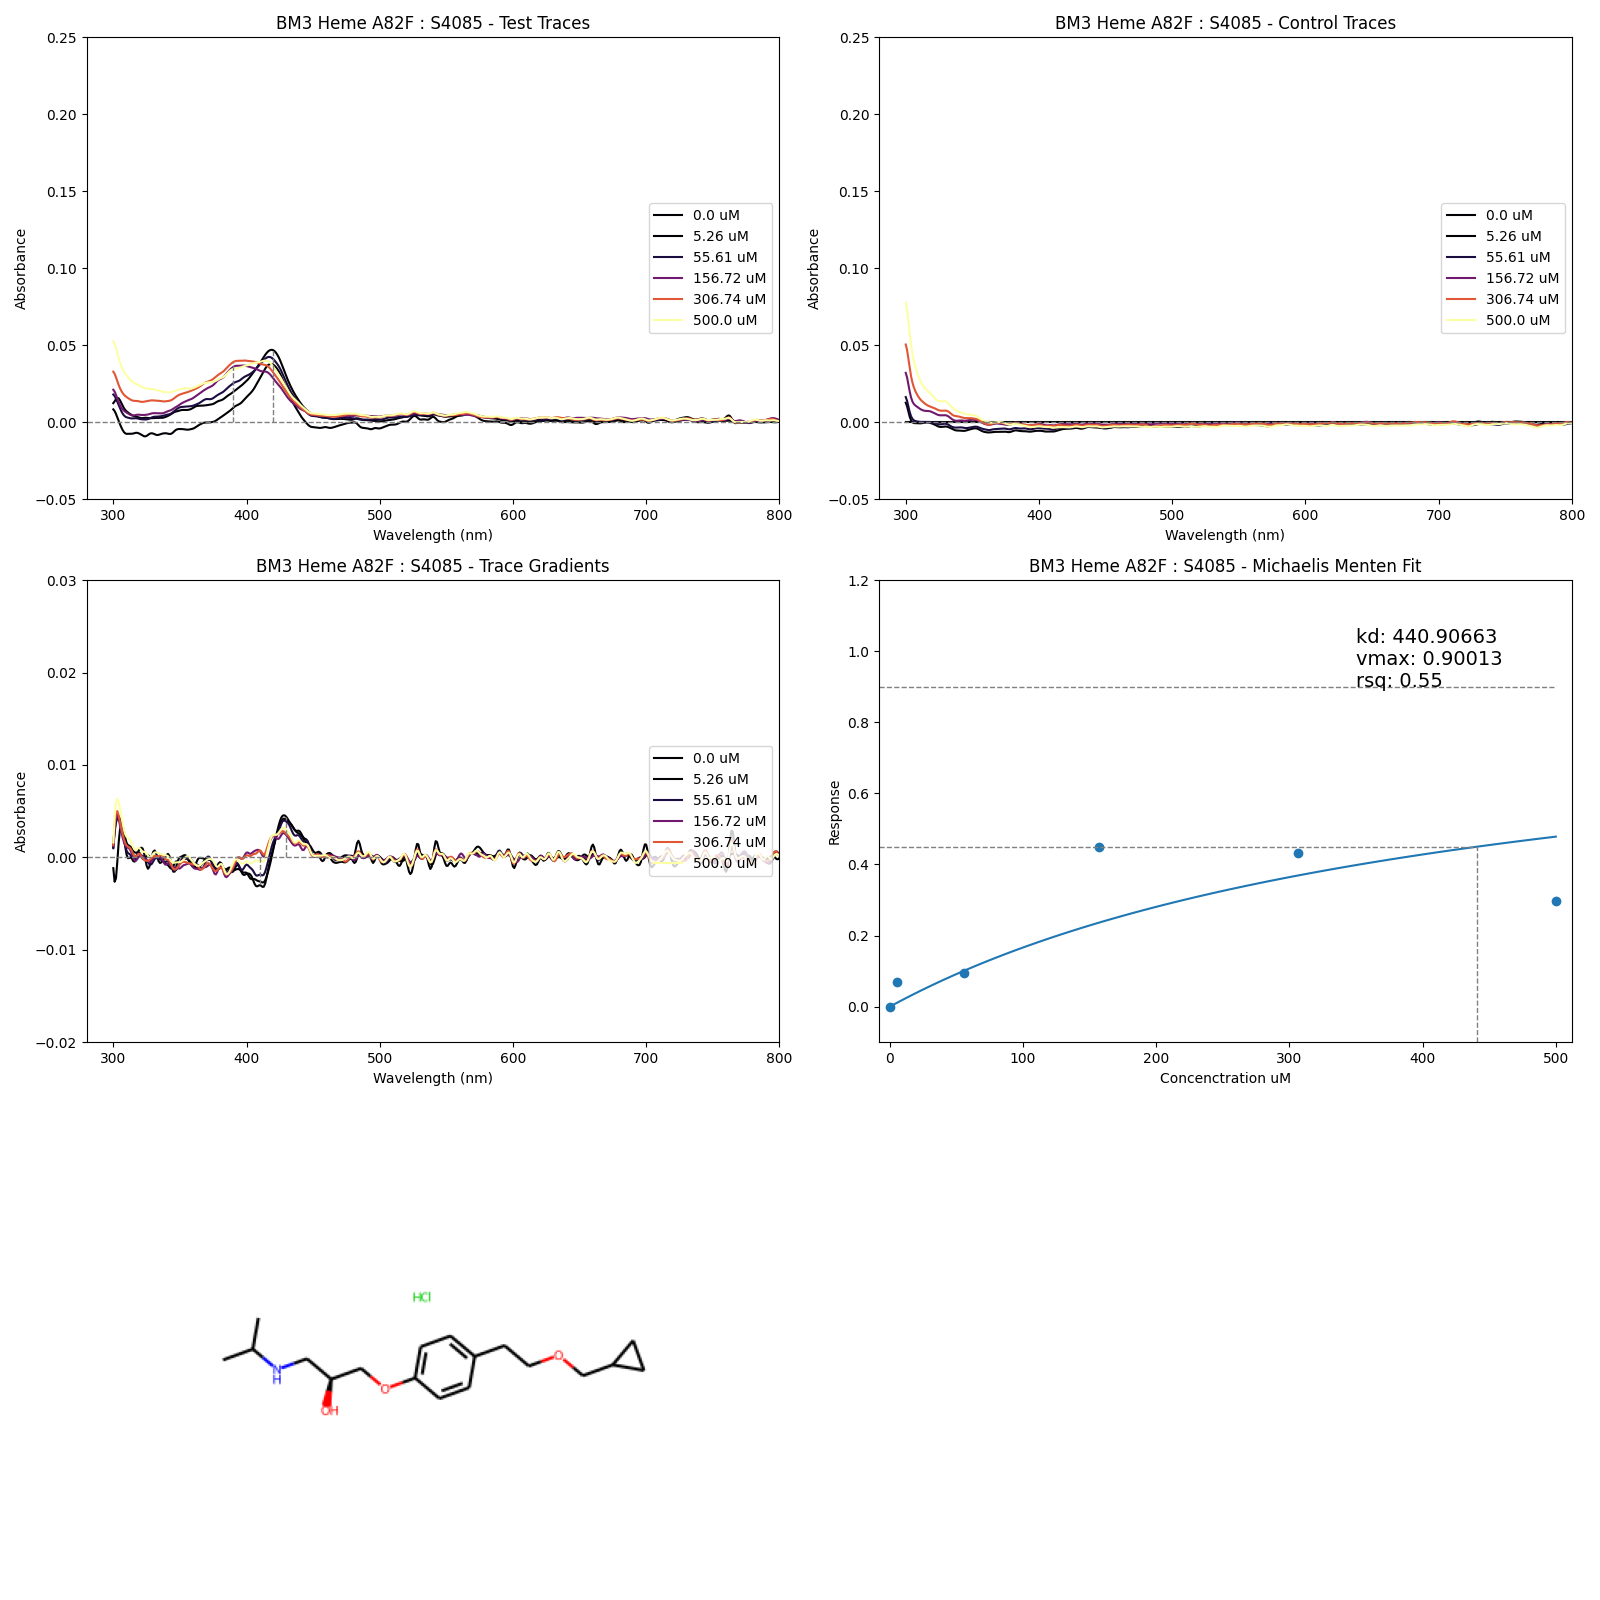 BM3 Heme A82F : S4085 - Test Traces
0.25
0.20
0.15
0.10
0.05
0.00
−0.05
Absorbance
300 400 500 600 700 800
Wavelength (nm)
0.0 uM
5.26 uM
55.61 uM
156.72 uM
306.74 uM
500.0 uM
BM3 Heme A82F : S4085 - Control Traces
0.25
0.20
0.15
0.10
0.05
0.00
−0.05
Absorbance
300 400 500 600 700 800
Wavelength (nm)
0.0 uM
5.26 uM
55.61 uM
156.72 uM
306.74 uM
500.0 uM
BM3 Heme A82F : S4085 - Trace Gradients
0.03
0.02
0.01
0.00
−0.01
−0.02
Absorbance
300 400 500 600 700 800
Wavelength (nm)
0.0 uM
5.26 uM
55.61 uM
156.72 uM
306.74 uM
500.0 uM
BM3 Heme A82F : S4085 - Michaelis Menten Fit
1.2
1.0
0.8
0.6
0.4
0.2
0.0
Response
0 100 200 300 400 500
Concenctration uM
kd: 440.90663
vmax: 0.90013
rsq: 0.55
HCl
N
H
OH
O
O